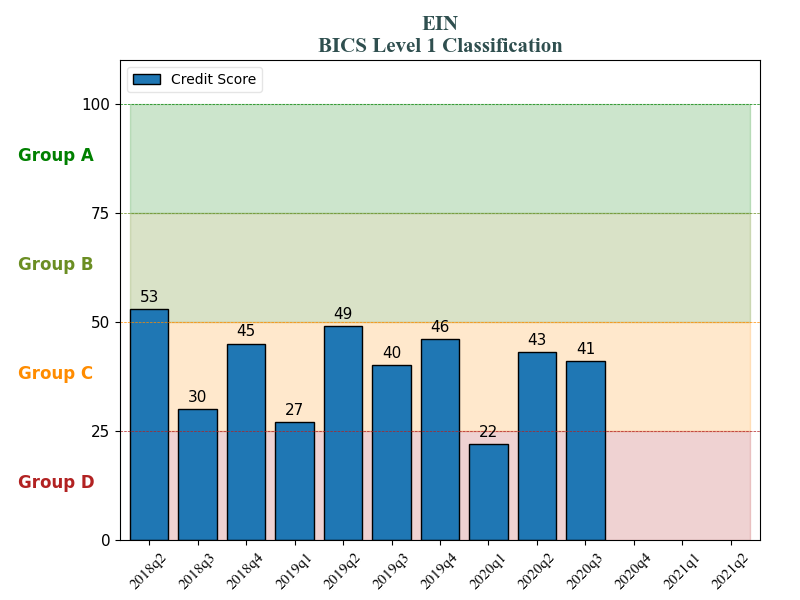 EIN
BICS Level 1 Classification
Credit Score
100
Group A
75
Group B
53
50
49
46
45
43
41
40
Group C
30
27
25
22
Group D
0
2018q2
2018q3
2018q4
2019q1
2019q2
2019q3
2019q4
2020q1
2020q2
2020q3
2020q4
2021q1
2021q2